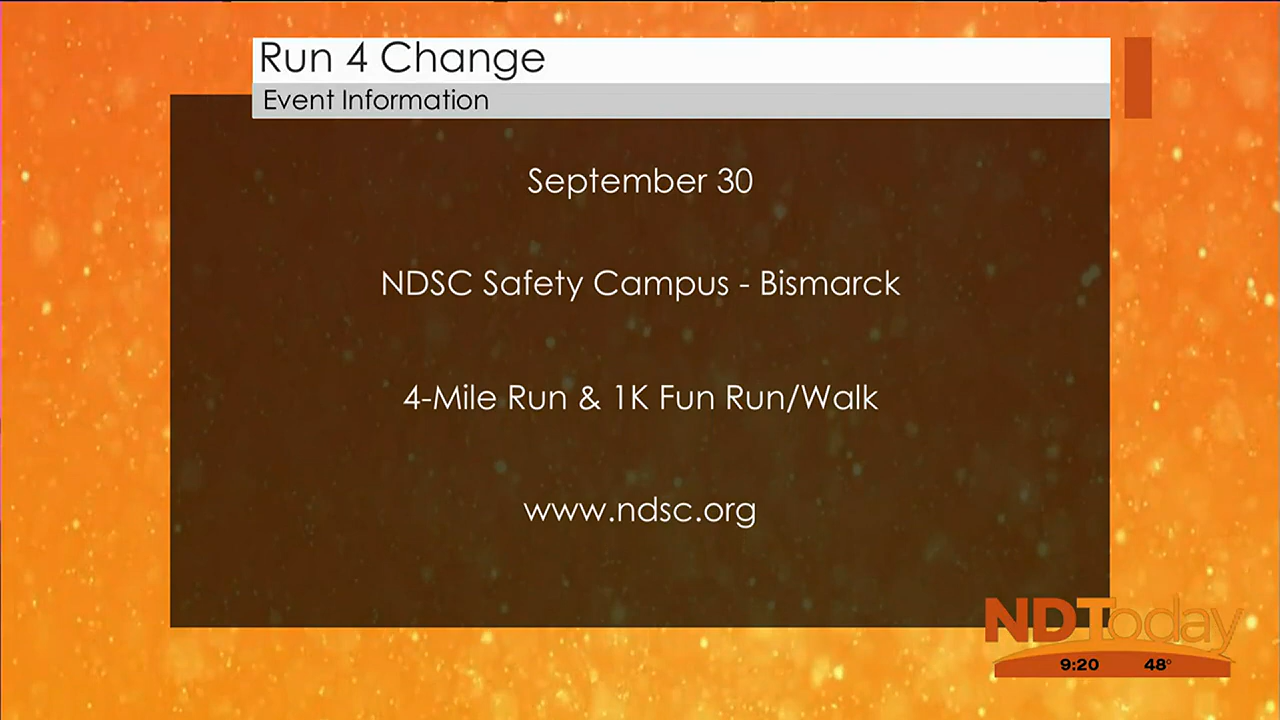 Run 4 Change
Event Information
September 30
NDSC Safety Campus - Bismarck
4-Mile Run & 1K Fun Run/Walk
www.ndsc.org
NDToday
9:20 48°